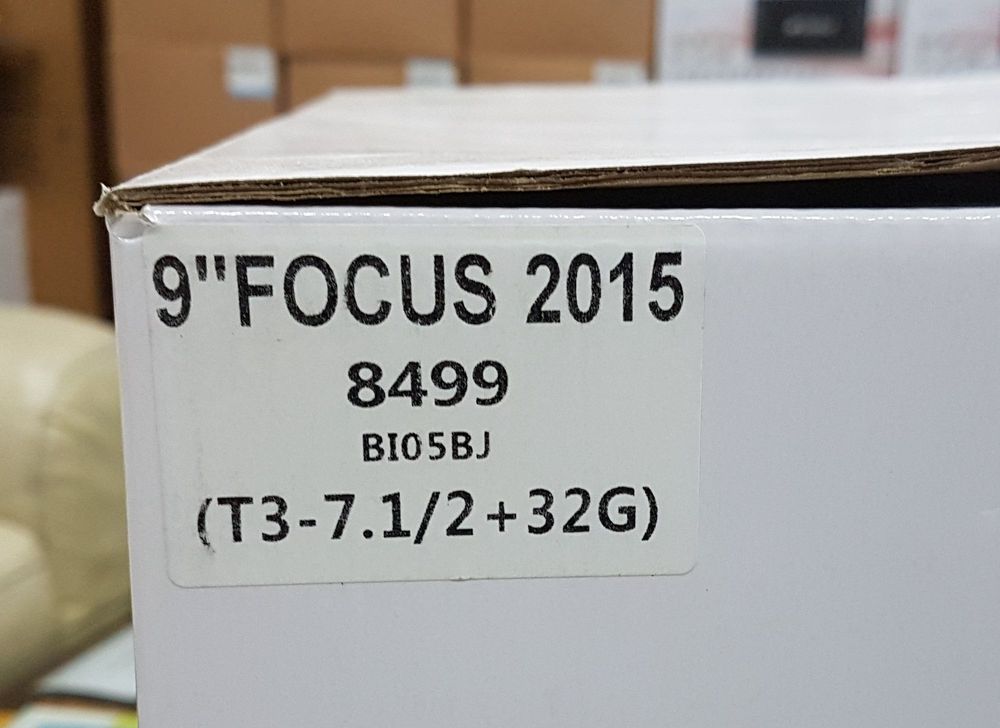 9"FOCUS 2015
8499
BI05BJ
(T3-7.1/2+32G)